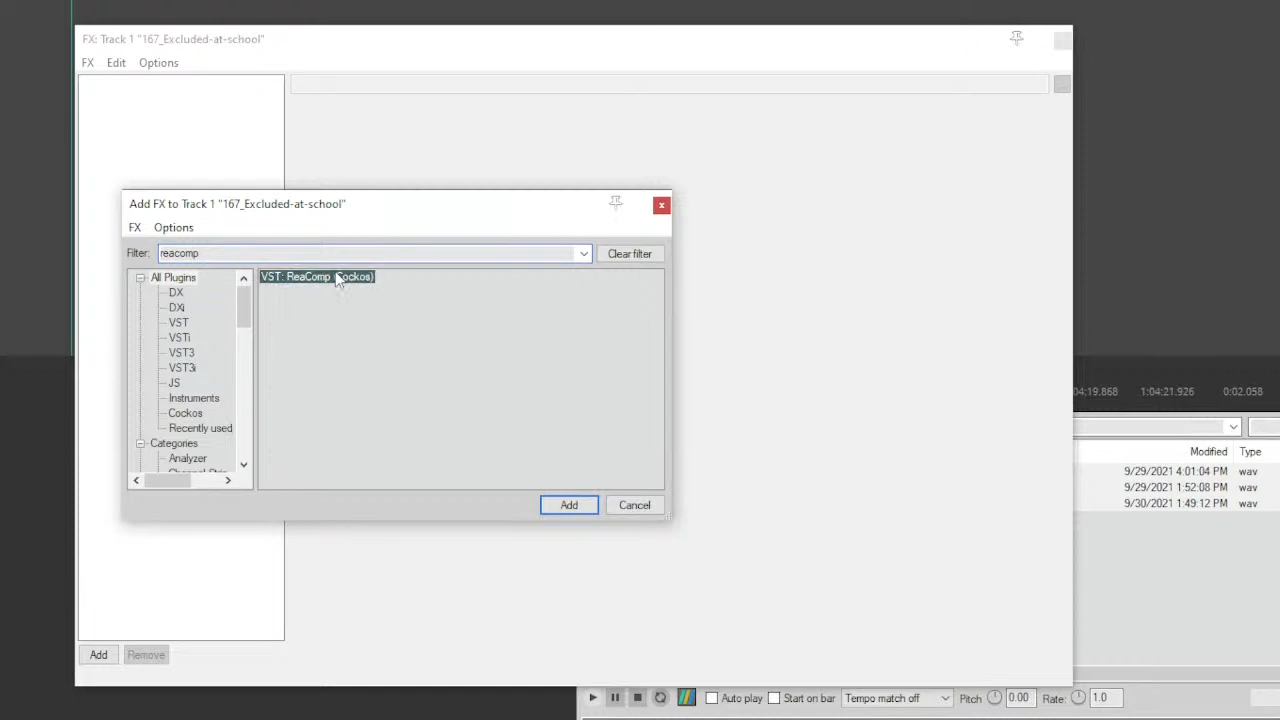 FX: Track 1 "167_Excluded-at-school"
FX Edit Options
Add FX to Track 1 "167_Excluded-at-school"
x
FX Options
Filter: reacomp Clear filter
All Plugins
VST: ReaComp (Cockos)
DX
DXi
VST
VSTi
VST3
VST3i
JS
Instruments
Cockos
Recently used
Categories
Analyzer
Add Cancel
Add Remove
04:19.868 1:04:21.926 0:02.058
Modified Type
9/29/2021 4:01:04 PM wav
9/29/2021 1:52:08 PM wav
9/30/2021 1:49:12 PM wav
Auto play Start on bar Tempo match off Pitch 0.00 Rate: 1.0